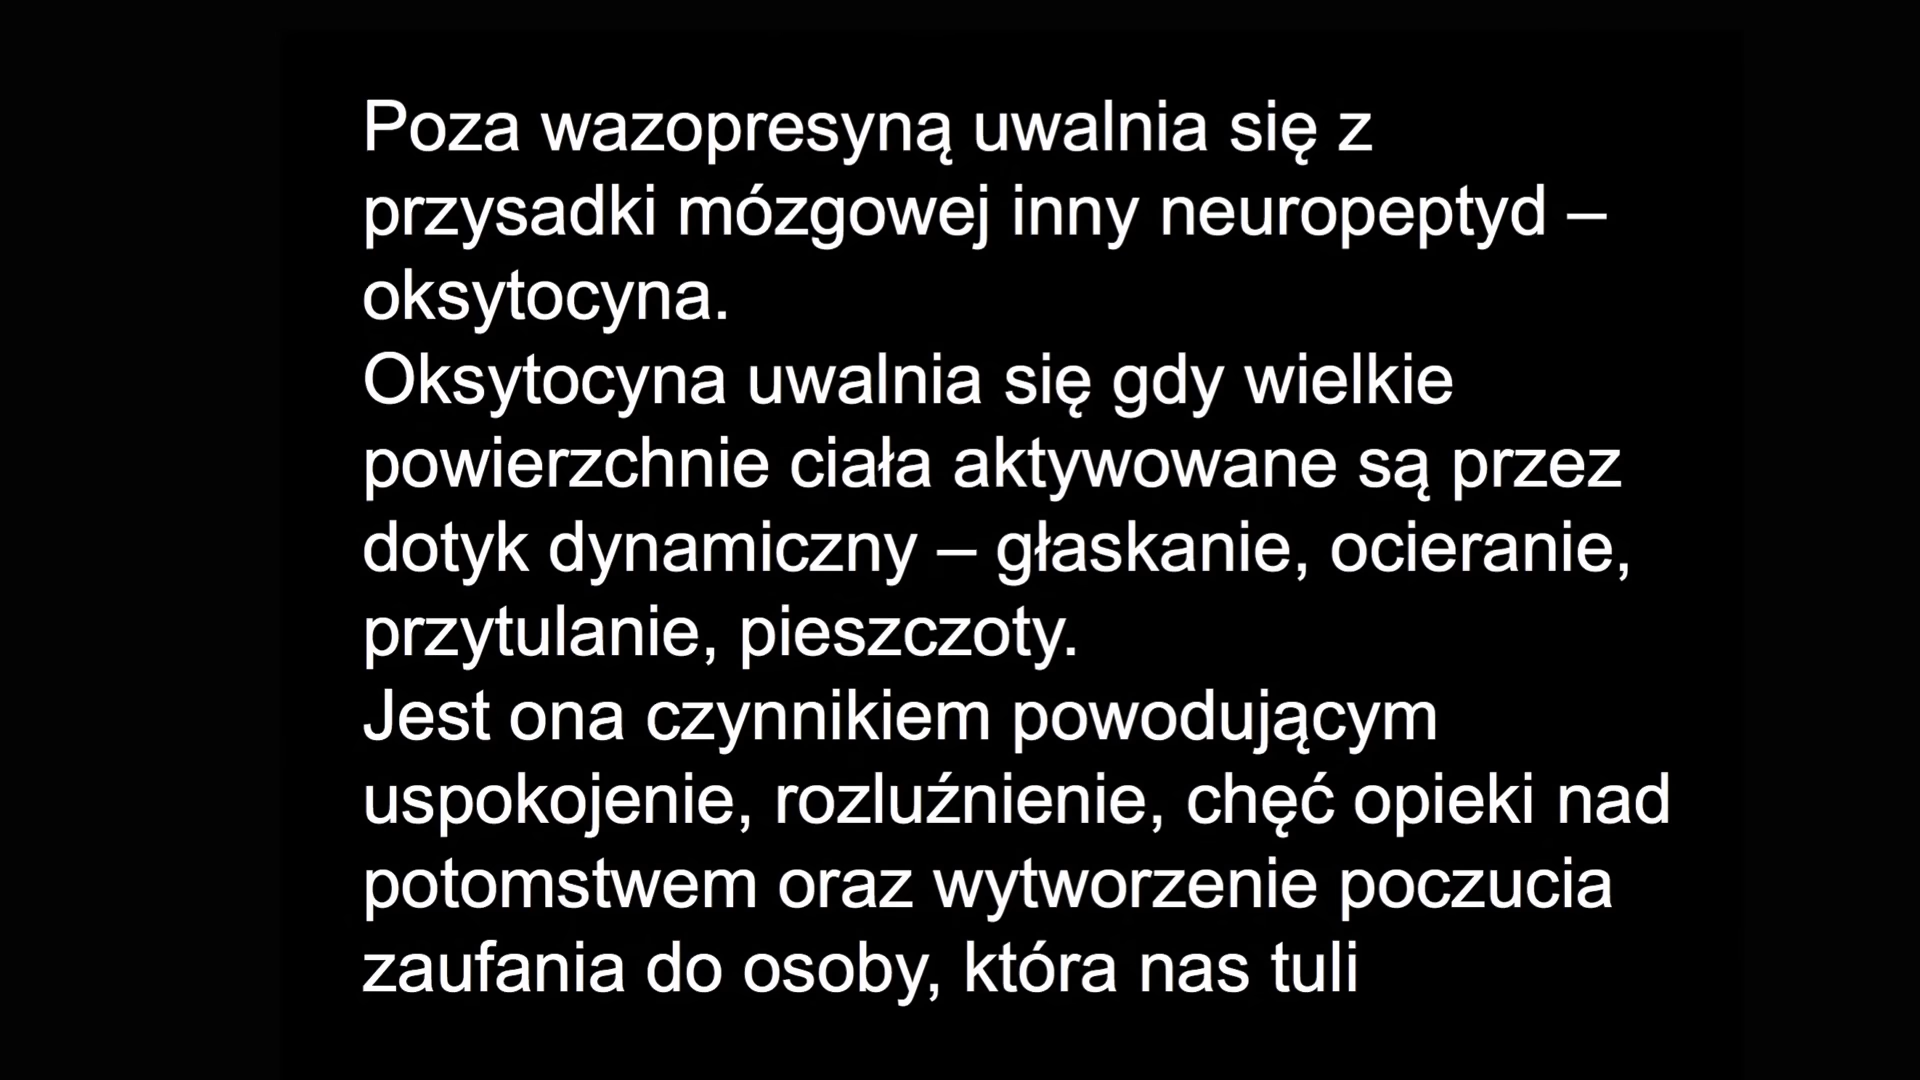 Poza wazopresyną uwalnia się z
przysadki mózgowej inny neuropeptyd –
oksytocyna.
Oksytocyna uwalnia się gdy wielkie
powierzchnie ciała aktywowane są przez
dotyk dynamiczny – głaskanie, ocieranie,
przytulanie, pieszczoty.
Jest ona czynnikiem powodującym
uspokojenie, rozluźnienie, chęć opieki nad
potomstwem oraz wytworzenie poczucia
zaufania do osoby, która nas tuli